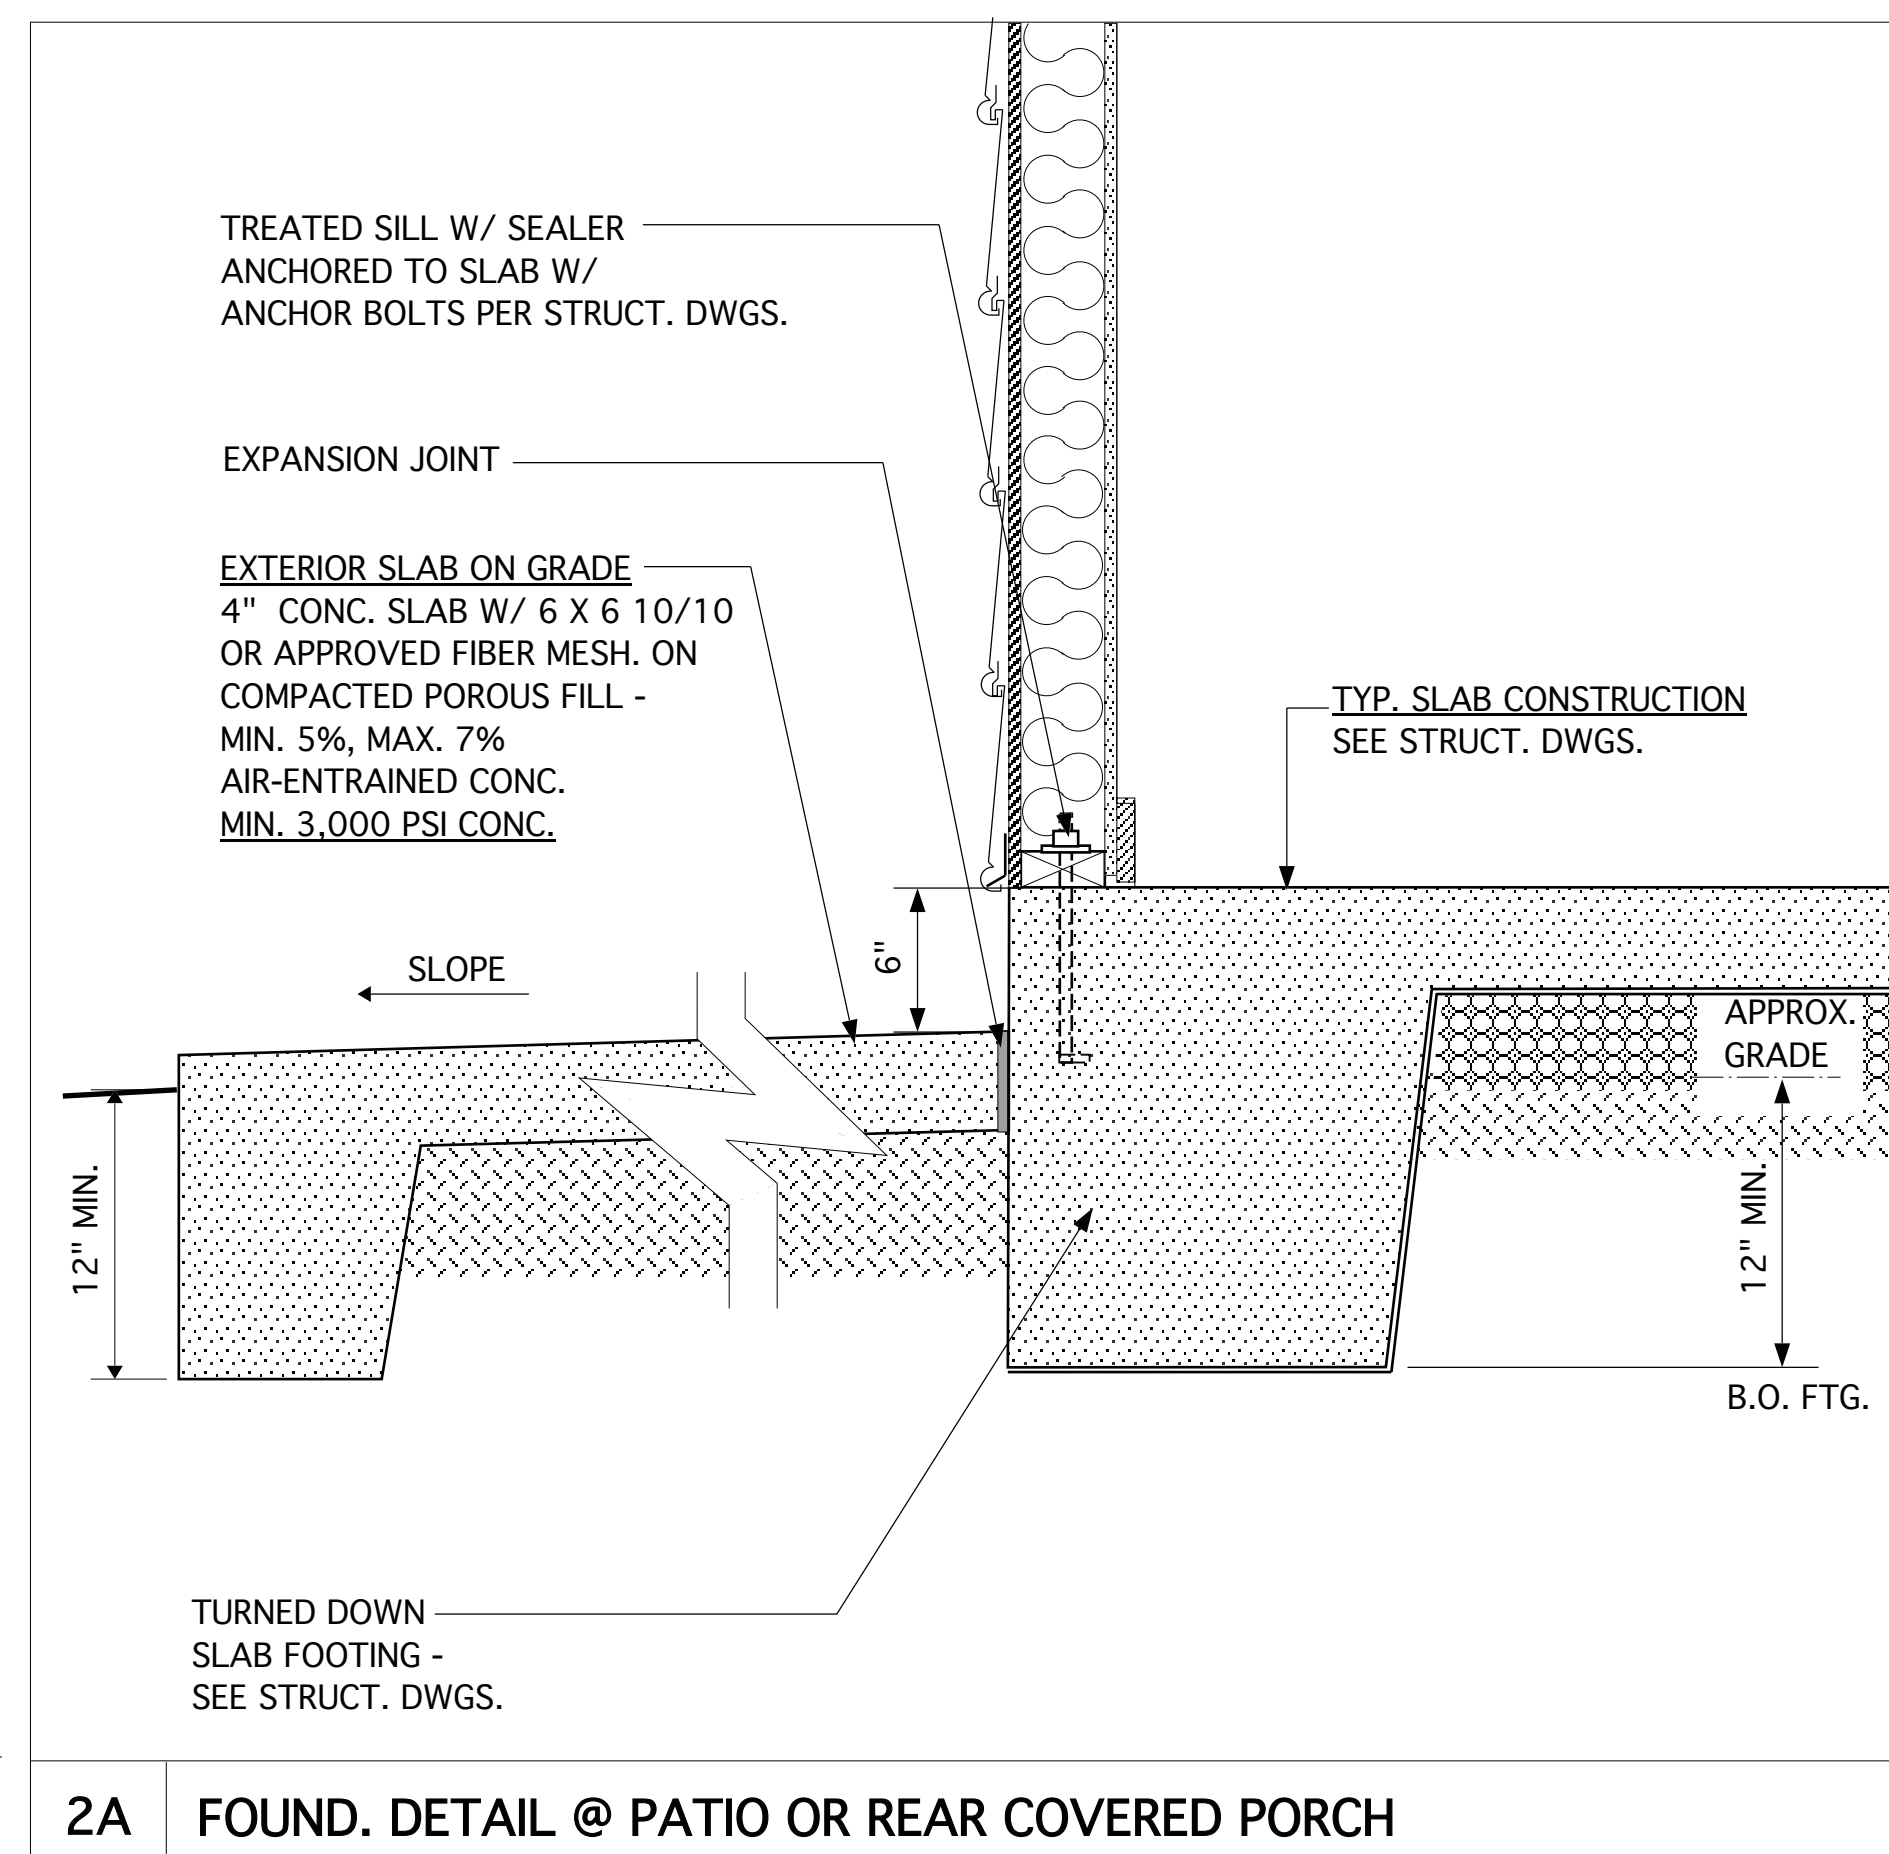 TREATED SILL W/ SEALER
ANCHORED TO SLAB W/
ANCHOR BOLTS PER STRUCT. DWGS.
EXPANSION JOINT
EXTERIOR SLAB ON GRADE
4" CONC. SLAB W/ 6 X 6 10/10
OR APPROVED FIBER MESH. ON
COMPACTED POROUS FILL -
MIN. 5%, MAX. 7%
AIR-ENTRAINED CONC.
MIN. 3,000 PSI CONC.
TYP. SLAB CONSTRUCTION
SEE STRUCT. DWGS.
6"
SLOPE
APPROX.
GRADE
12" MIN.
12" MIN.
B.O. FTG.
TURNED DOWN
SLAB FOOTING -
SEE STRUCT. DWGS.
2A FOUND. DETAIL @ PATIO OR REAR COVERED PORCH